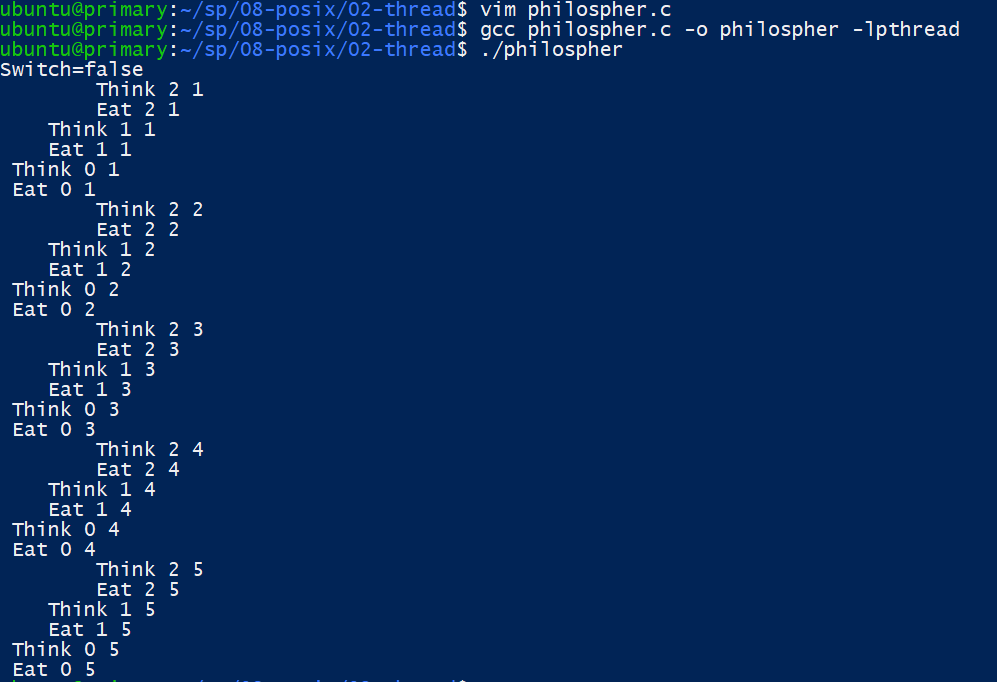 ubuntu@primary:~/sp/08-posix/02-thread$ vim philospher.c
ubuntu@primary:~/sp/08-posix/02-thread$ gcc philospher.c -o philospher -lpthread
ubuntu@primary:~/sp/08-posix/02-thread$ ./philospher
Switch=false
        Think 2 1
        Eat 2 1
    Think 1 1
    Eat 1 1
 Think 0 1
 Eat 0 1
        Think 2 2
        Eat 2 2
    Think 1 2
    Eat 1 2
 Think 0 2
 Eat 0 2
        Think 2 3
        Eat 2 3
    Think 1 3
    Eat 1 3
 Think 0 3
 Eat 0 3
        Think 2 4
        Eat 2 4
    Think 1 4
    Eat 1 4
 Think 0 4
 Eat 0 4
        Think 2 5
        Eat 2 5
    Think 1 5
    Eat 1 5
 Think 0 5
 Eat 0 5